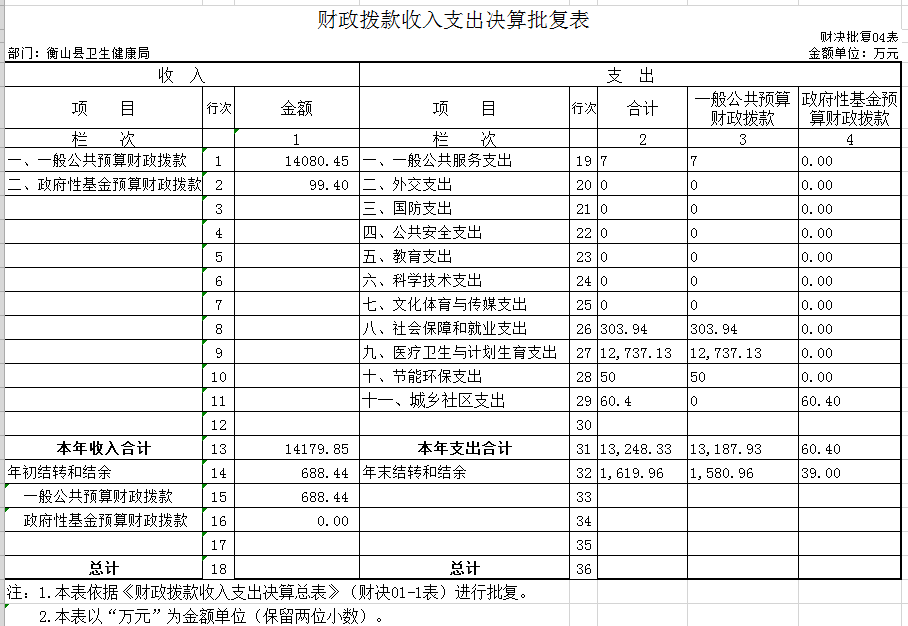 财政拨款收入支出决算批复表
财决批复04表
部门：衡山县卫生健康局 金额单位：万元
收 入 支 出
项 目 行次 金额 项 目 行次 合计 一般公共预算财政拨款 政府性基金预算财政拨款
栏 次 1 栏 次 2 3 4
一、一般公共预算财政拨款 1 14080.45 一、一般公共服务支出 19 7 7 0.00
二、政府性基金预算财政拨款 2 99.40 二、外交支出 20 0 0 0.00
3 三、国防支出 21 0 0 0.00
4 四、公共安全支出 22 0 0 0.00
5 五、教育支出 23 0 0 0.00
6 六、科学技术支出 24 0 0 0.00
7 七、文化体育与传媒支出 25 0 0 0.00
8 八、社会保障和就业支出 26 303.94 303.94 0.00
9 九、医疗卫生与计划生育支出 27 12,737.13 12,737.13 0.00
10 十、节能环保支出 28 50 50 0.00
11 十一、城乡社区支出 29 60.4 0 60.40
12 30
本年收入合计 13 14179.85 本年支出合计 31 13,248.33 13,187.93 60.40
年初结转和结余 14 688.44 年末结转和结余 32 1,619.96 1,580.96 39.00
一般公共预算财政拨款 15 688.44 33
政府性基金预算财政拨款 16 0.00 34
17 35
总计 18 总计 36
注：1.本表依据《财政拨款收入支出决算总表》（财决01-1表）进行批复。
2.本表以“万元”为金额单位（保留两位小数）。